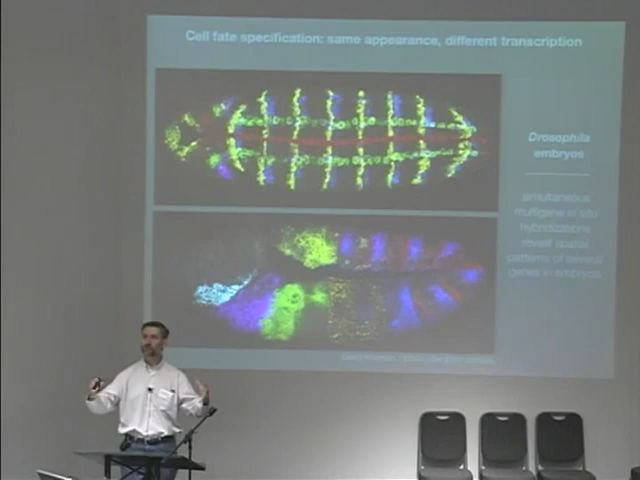 Cell fate specification: same appearance, different transcription
Drosophila
embryos
simultaneous
multigene in situ
hybridizations
reveal spatial
patterns of several
genes in embryos